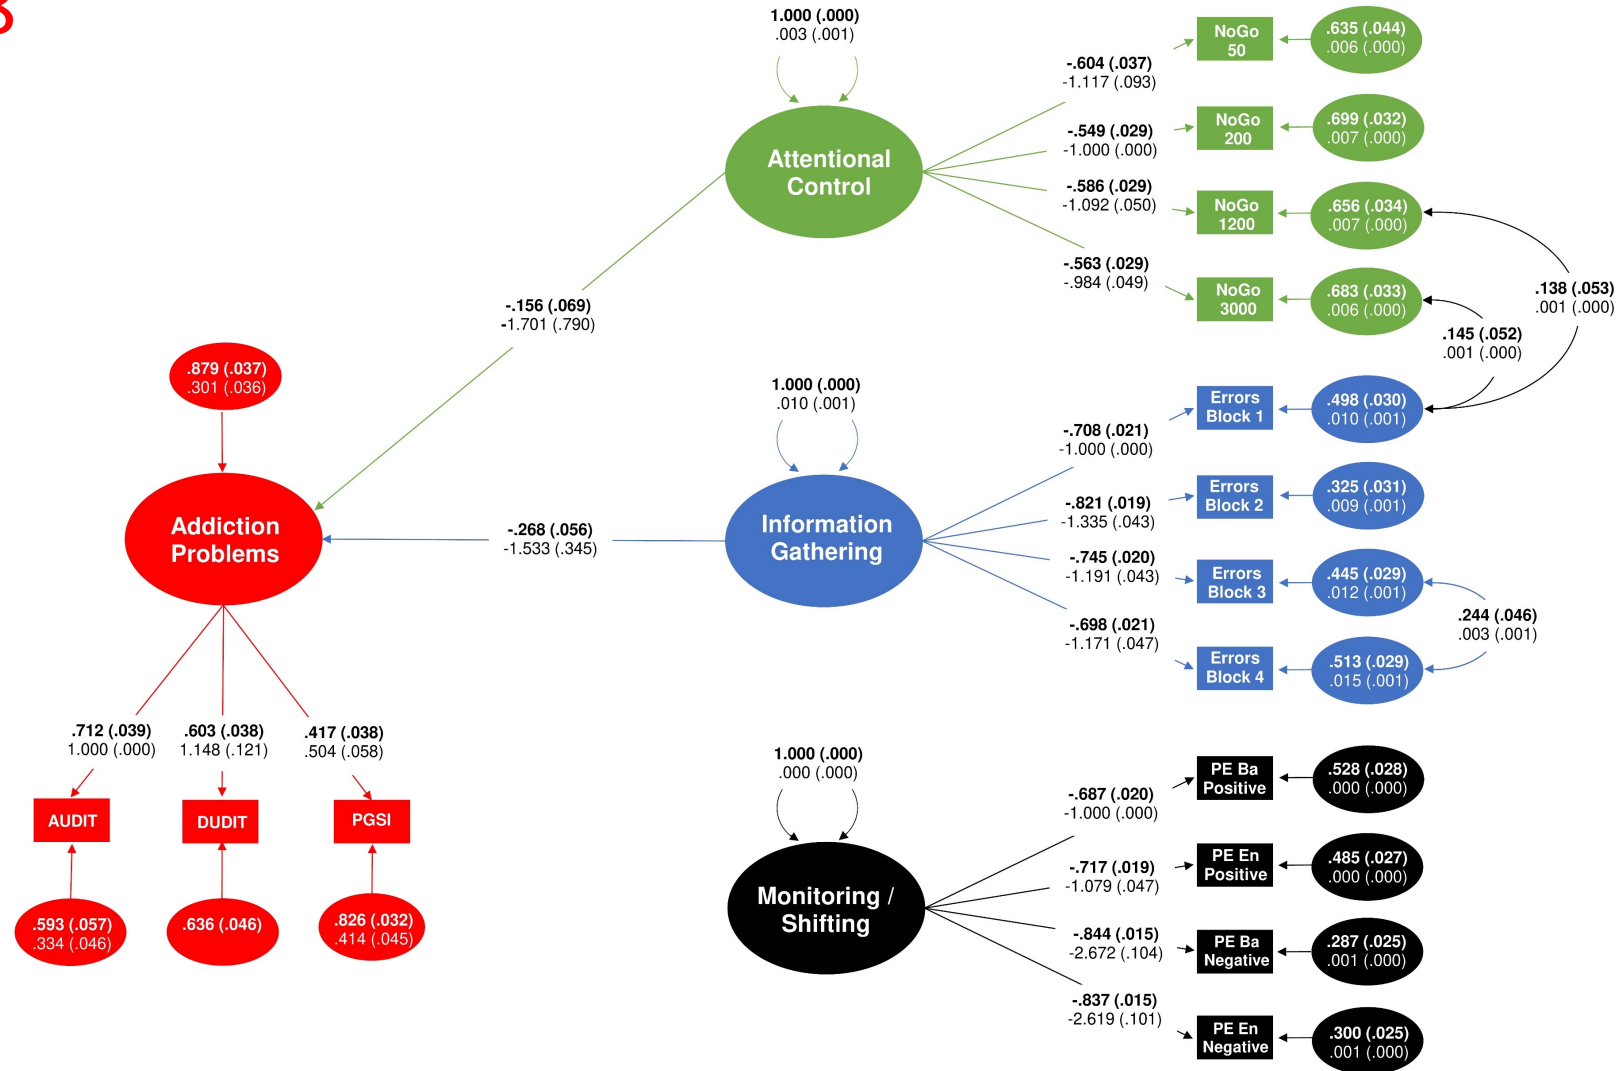 B
1.000 (.000)
.003 (.001)
Attentional
Control
-.604 (.037)
-1.117 (.093)
-.549 (.029)
-1.000 (.000)
-.586 (.029)
-1.092 (.050)
-.563 (.029)
-.984 (.049)
NoGo
50
.635 (.044)
.006 (.000)
NoGo
200
.699 (.032)
.007 (.000)
NoGo
1200
.656 (.034)
.007 (.000)
NoGo
3000
.683 (.033)
.006 (.000)
.138 (.053)
.001 (.000)
.145 (.052)
.001 (.000)
-.156 (.069)
-1.701 (.790)
.879 (.037)
.301 (.036)
Addiction
Problems
-.268 (.056)
-1.533 (.345)
1.000 (.000)
.010 (.001)
Information
Gathering
-.708 (.021)
-1.000 (.000)
-.821 (.019)
-1.335 (.043)
-.745 (.020)
-1.191 (.043)
-.698 (.021)
-1.171 (.047)
Errors
Block 1
.498 (.030)
.010 (.001)
Errors
Block 2
.325 (.031)
.009 (.001)
Errors
Block 3
.445 (.029)
.012 (.001)
Errors
Block 4
.513 (.029)
.015 (.001)
.244 (.046)
.003 (.001)
.712 (.039)
1.000 (.000)
.603 (.038)
1.148 (.121)
.417 (.038)
.504 (.058)
AUDIT
DUDIT
PGSI
.593 (.057)
.334 (.046)
.636 (.046)
.826 (.032)
.414 (.045)
1.000 (.000)
.000 (.000)
Monitoring /
Shifting
-.687 (.020)
-1.000 (.000)
-.717 (.019)
-1.079 (.047)
-.844 (.015)
-2.672 (.104)
-.837 (.015)
-2.619 (.101)
PE Ba
Positive
.528 (.028)
.000 (.000)
PE En
Positive
.485 (.027)
.000 (.000)
PE Ba
Negative
.287 (.025)
.001 (.000)
PE En
Negative
.300 (.025)
.001 (.000)